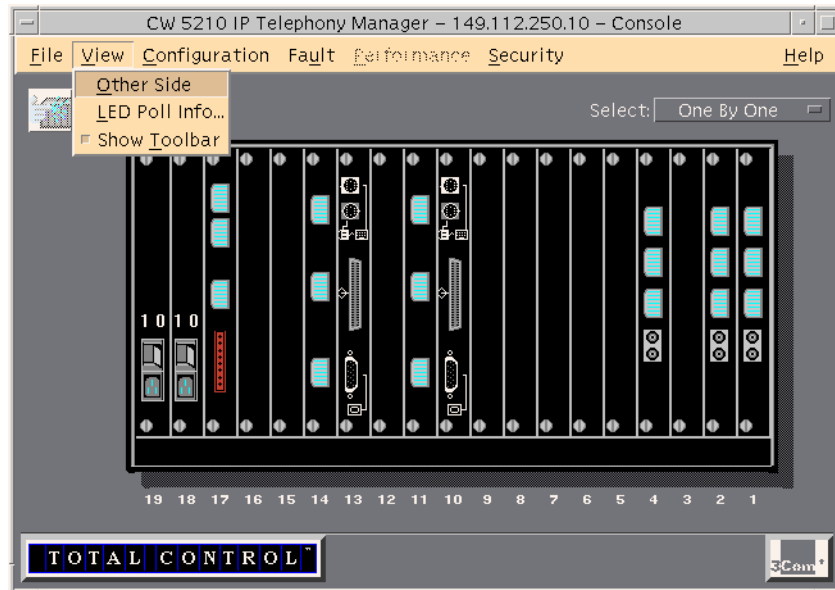 CW 5210 IP Telephony Manager – 149.112.250.10 – Console
File View Configuration Fault Performance Security Help
Other Side
LED Poll Info...
Show Toolbar
Select: One By One
1 0 1 0
19 18 17 16 15 14 13 12 11 10 9 8 7 6 5 4 3 2 1
TOTAL CONTROL™
3Com